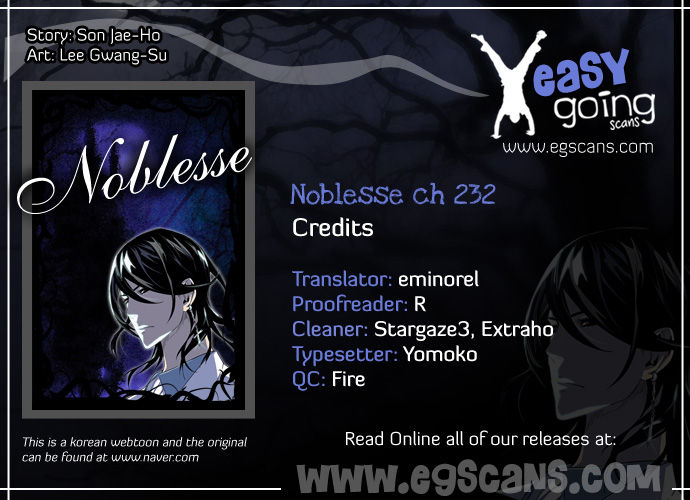 Story: Son Jae-Ho
Art: Lee Gwang-Su
easy
going
scans
www.egscans.com
Noblesse
Noblesse ch 232
Credits
Translator: eminorel
Proofreader: R
Cleaner: Stargaze3, Extraho
Typesetter: Yomoko
QC: Fire
This is a korean webtoon and the original
can be found at www.naver.com
Read Online all of our releases at:
www.egscans.com